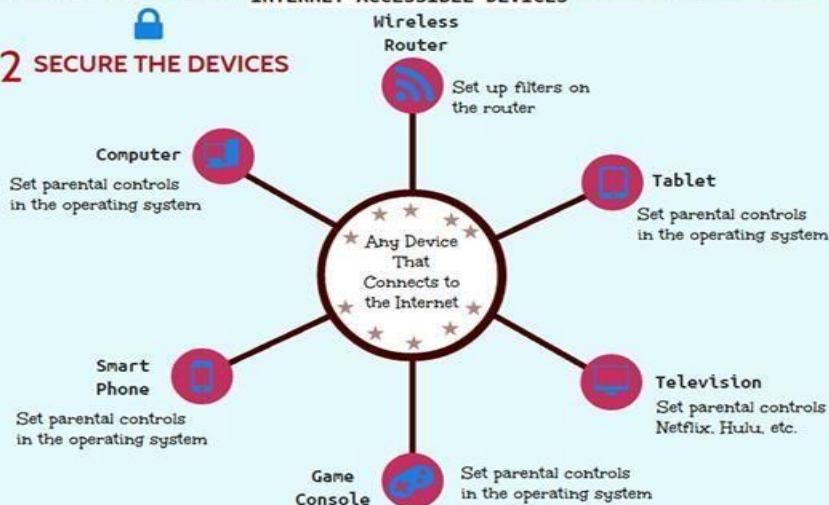 INTERNET ACCESSIBLE DEVICES
2 SECURE THE DEVICES
Wireless
Router
Set up filters on
the router
Computer
Set parental controls
in the operating system
Tablet
Set parental controls
in the operating system
Any Device
That
Connects to
the Internet
Smart
Phone
Set parental controls
in the operating system
Television
Set parental controls
Netflix, Hulu, etc.
Game
Console
Set parental controls
in the operating system